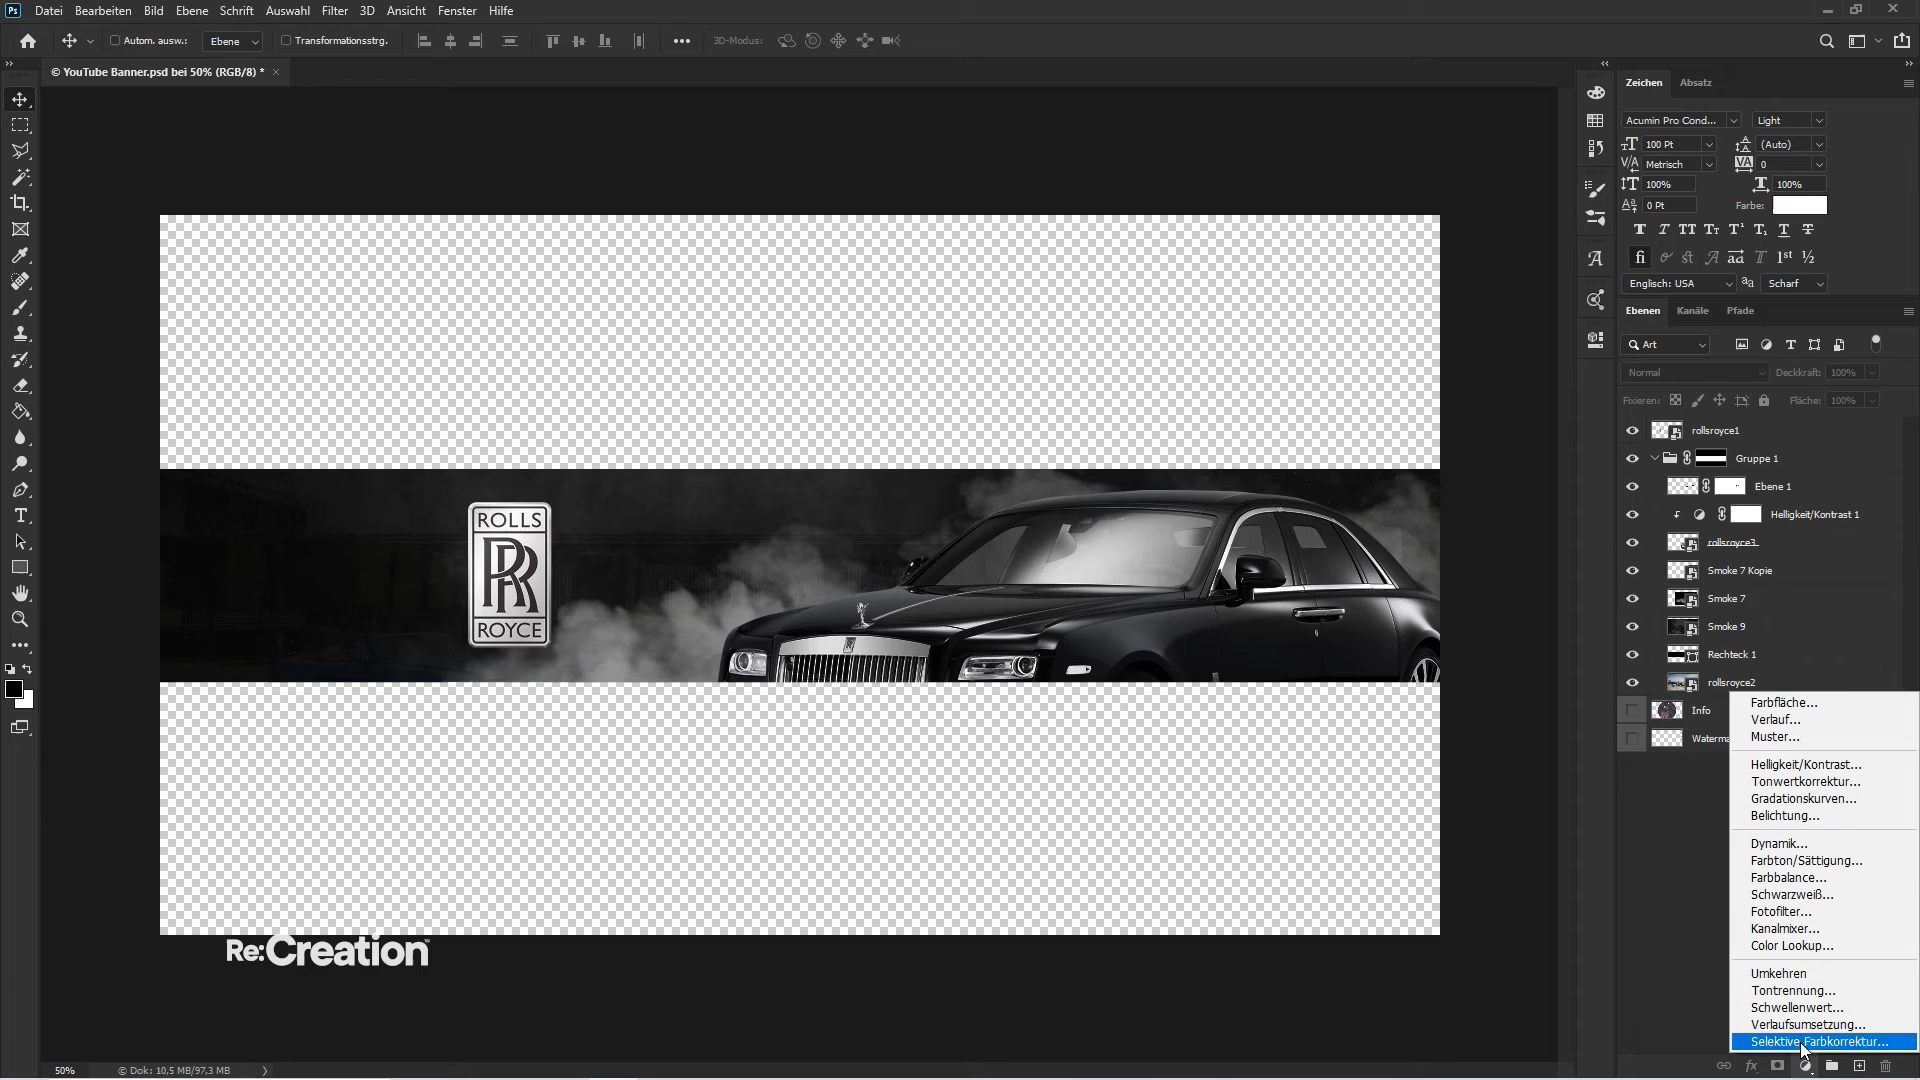 Ps Datei Bearbeiten Bild Ebene Schrift Auswahl Filter 3D Ansicht Fenster Hilfe
Autom. ausw.: Ebene Transformationsstrg. 3D-Modus:
© YouTube Banner.psd bei 50% (RGB/8) *
Zeichen Absatz
Acumin Pro Cond... Light
100 Pt (Auto)
Metrisch 0
100% 100%
0 Pt Farbe:
Englisch: USA Scharf
Ebenen Kanäle Pfade
Art
Normal Deckkraft: 100%
Fixieren: Fläche: 100%
rollsroyce1
Gruppe 1
Ebene 1
Helligkeit/Kontrast 1
rollsroyce3
Smoke 7 Kopie
Smoke 7
Smoke 9
Rechteck 1
rollsroyce2
Info
Waterma
ROLLS
RR
ROYCE
Farbfläche...
Verlauf...
Muster...
Helligkeit/Kontrast...
Tonwertkorrektur...
Gradationskurven...
Belichtung...
Dynamik...
Farbton/Sättigung...
Farbbalance...
Schwarzweiß...
Fotofilter...
Kanalmixer...
Color Lookup...
Umkehren
Tontrennung...
Schwellenwert...
Verlaufsumsetzung...
Selektive Farbkorrektur...
Re:Creation
50% © Dok: 10,5 MB/97,3 MB